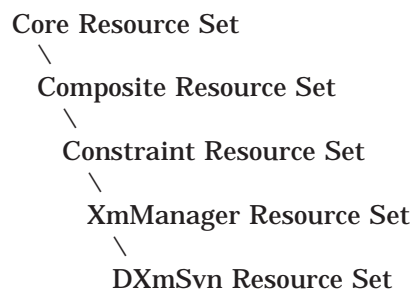 Core Resource Set
\
Composite Resource Set
\
Constraint Resource Set
\
XmManager Resource Set
\
DXmSvn Resource Set